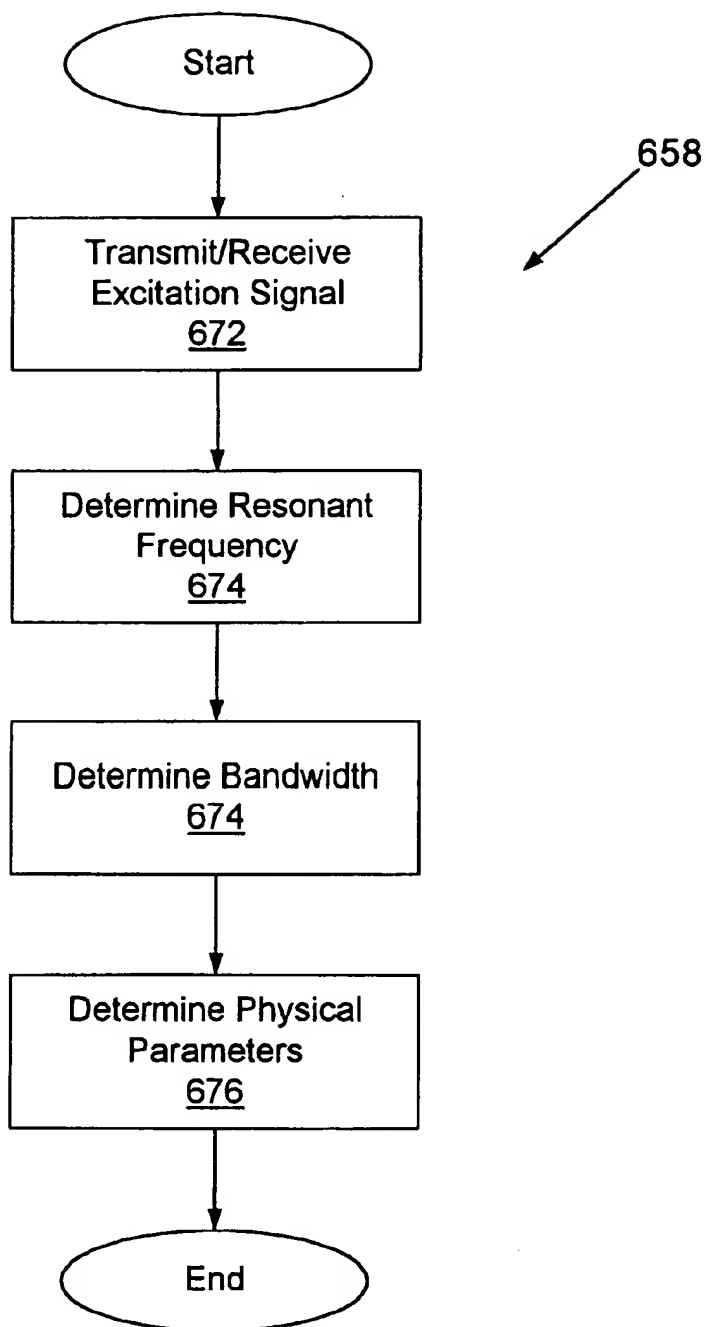 Start
658
Transmit/Receive
Excitation Signal
672
Determine Resonant
Frequency
674
Determine Bandwidth
674
Determine Physical
Parameters
676
End